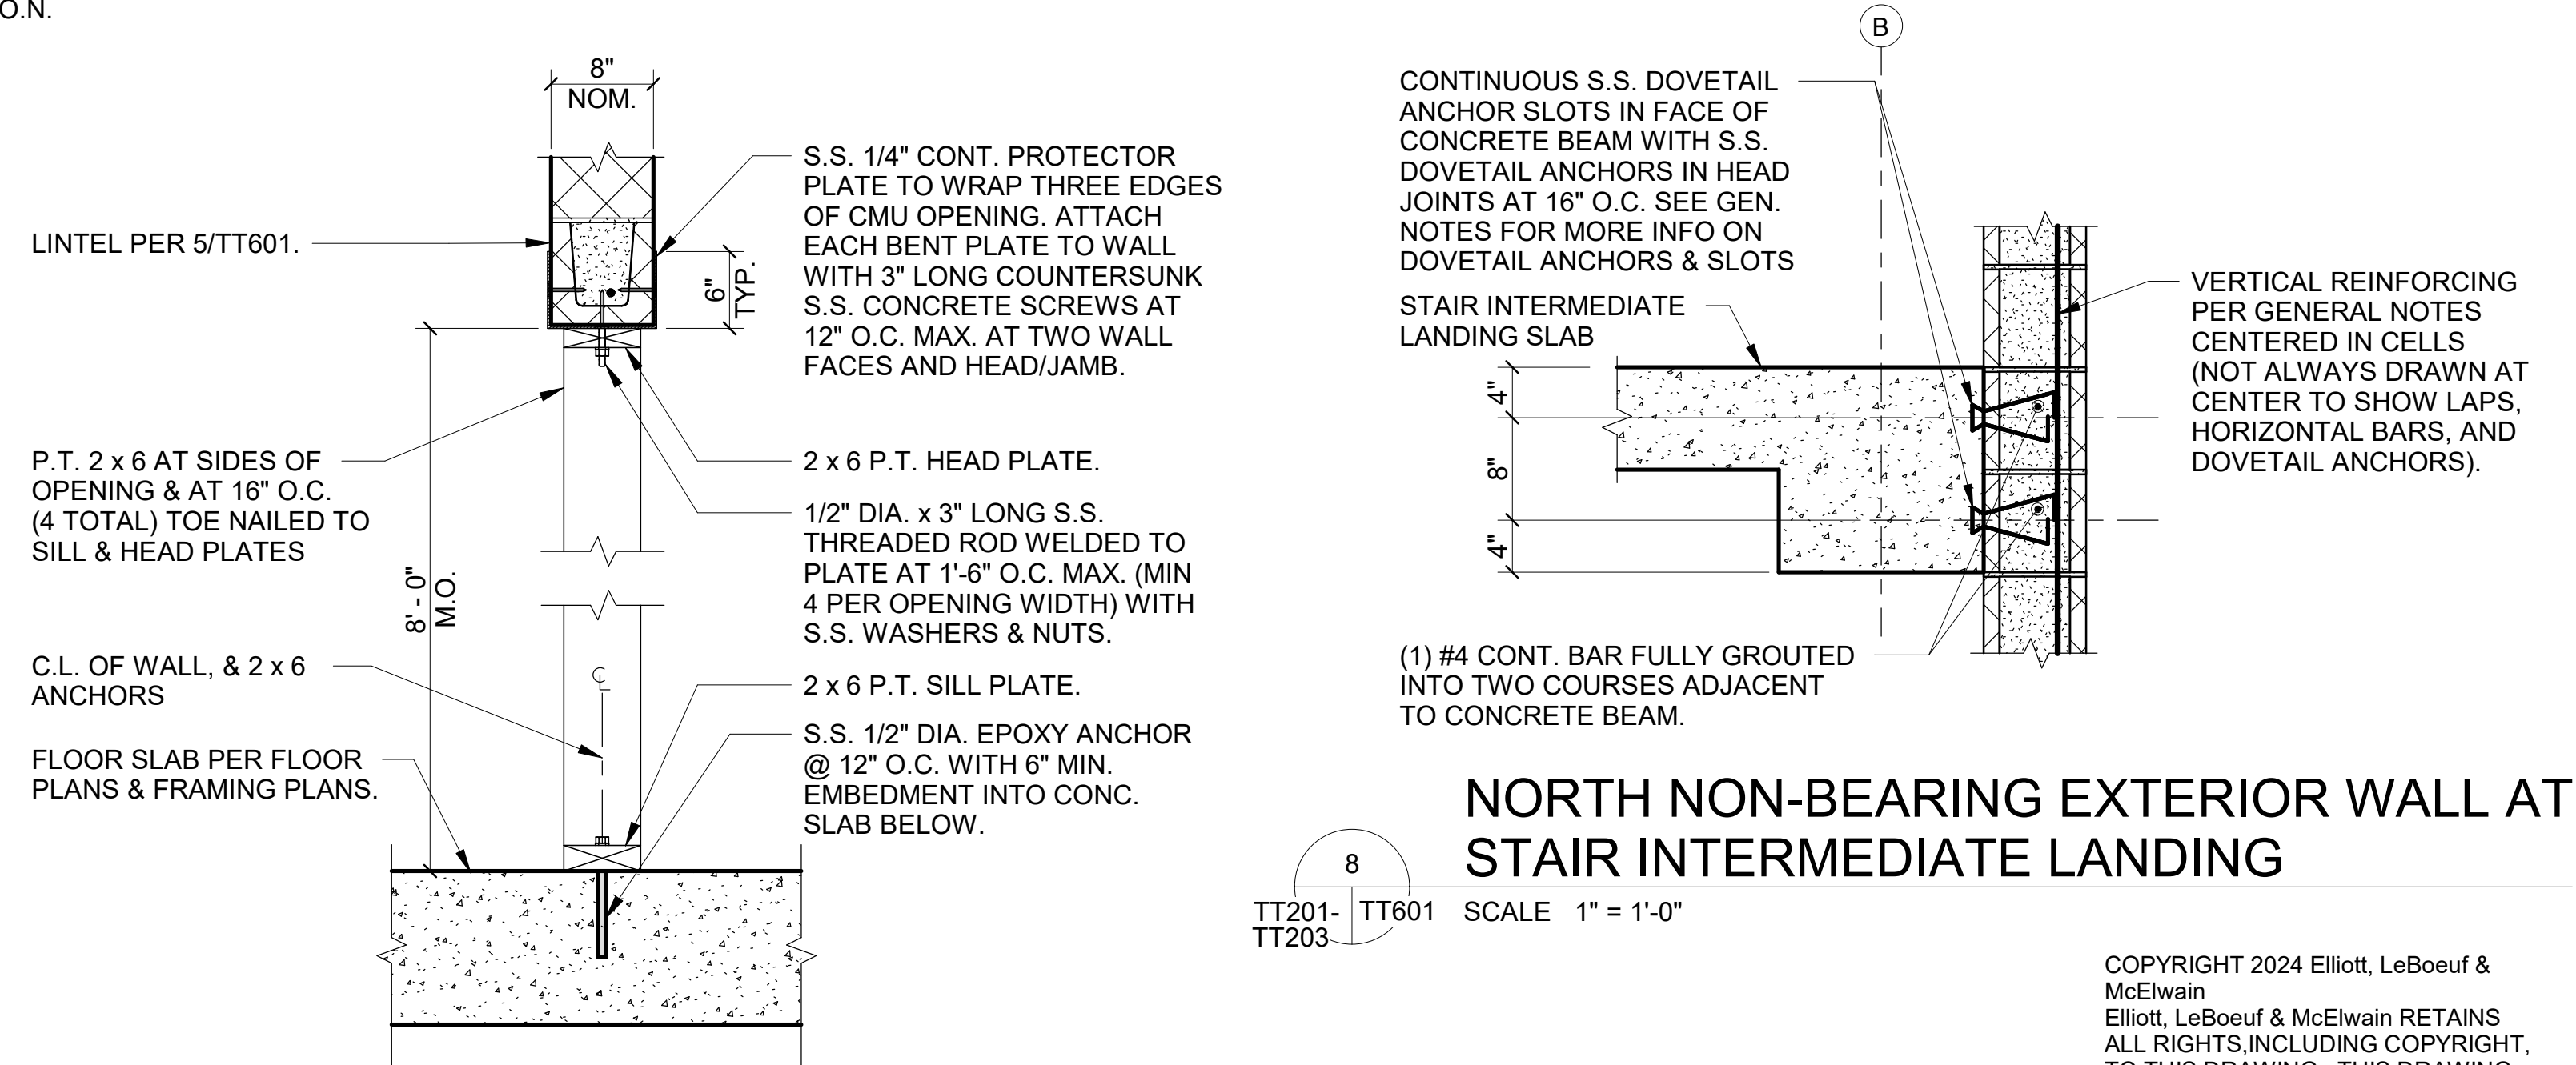 O.N.
8"
NOM.
LINTEL PER 5/TT601.
S.S. 1/4" CONT. PROTECTOR
PLATE TO WRAP THREE EDGES
OF CMU OPENING. ATTACH
EACH BENT PLATE TO WALL
WITH 3" LONG COUNTERSUNK
S.S. CONCRETE SCREWS AT
12" O.C. MAX. AT TWO WALL
FACES AND HEAD/JAMB.
6"
TYP.
P.T. 2 x 6 AT SIDES OF
OPENING & AT 16" O.C.
(4 TOTAL) TOE NAILED TO
SILL & HEAD PLATES
2 x 6 P.T. HEAD PLATE.
1/2" DIA. x 3" LONG S.S.
THREADED ROD WELDED TO
PLATE AT 1'-6" O.C. MAX. (MIN
4 PER OPENING WIDTH) WITH
S.S. WASHERS & NUTS.
8' - 0"
M.O.
C.L. OF WALL, & 2 x 6
ANCHORS
℄
2 x 6 P.T. SILL PLATE.
FLOOR SLAB PER FLOOR
PLANS & FRAMING PLANS.
S.S. 1/2" DIA. EPOXY ANCHOR
@ 12" O.C. WITH 6" MIN.
EMBEDMENT INTO CONC.
SLAB BELOW.
B
CONTINUOUS S.S. DOVETAIL
ANCHOR SLOTS IN FACE OF
CONCRETE BEAM WITH S.S.
DOVETAIL ANCHORS IN HEAD
JOINTS AT 16" O.C. SEE GEN.
NOTES FOR MORE INFO ON
DOVETAIL ANCHORS & SLOTS
STAIR INTERMEDIATE
LANDING SLAB
VERTICAL REINFORCING
PER GENERAL NOTES
CENTERED IN CELLS
(NOT ALWAYS DRAWN AT
CENTER TO SHOW LAPS,
HORIZONTAL BARS, AND
DOVETAIL ANCHORS).
4"
8"
4"
(1) #4 CONT. BAR FULLY GROUTED
INTO TWO COURSES ADJACENT
TO CONCRETE BEAM.
NORTH NON-BEARING EXTERIOR WALL AT
STAIR INTERMEDIATE LANDING
8
TT201-
TT203
TT601
SCALE 1" = 1'-0"
COPYRIGHT 2024 Elliott, LeBoeuf &
McElwain
Elliott, LeBoeuf & McElwain RETAINS
ALL RIGHTS,INCLUDING COPYRIGHT,
TO THIS DRAWING. THIS DRAWING